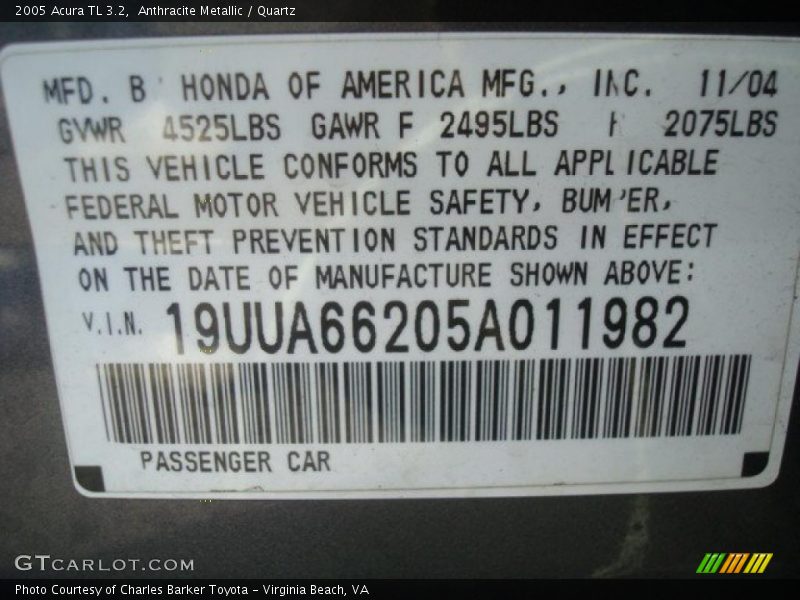 2005 Acura TL 3.2, Anthracite Metallic / Quartz
MFD. B HONDA OF AMERICA MFG., INC. 11/04
GVWR 4525LBS GAWR F 2495LBS 2075LBS
THIS VEHICLE CONFORMS TO ALL APPLICABLE
FEDERAL MOTOR VEHICLE SAFETY, BUMPER,
AND THEFT PREVENTION STANDARDS IN EFFECT
ON THE DATE OF MANUFACTURE SHOWN ABOVE:
V.I.N. 19UUA66205A011982
PASSENGER CAR
GTCARLOT.COM
Photo Courtesy of Charles Barker Toyota - Virginia Beach, VA